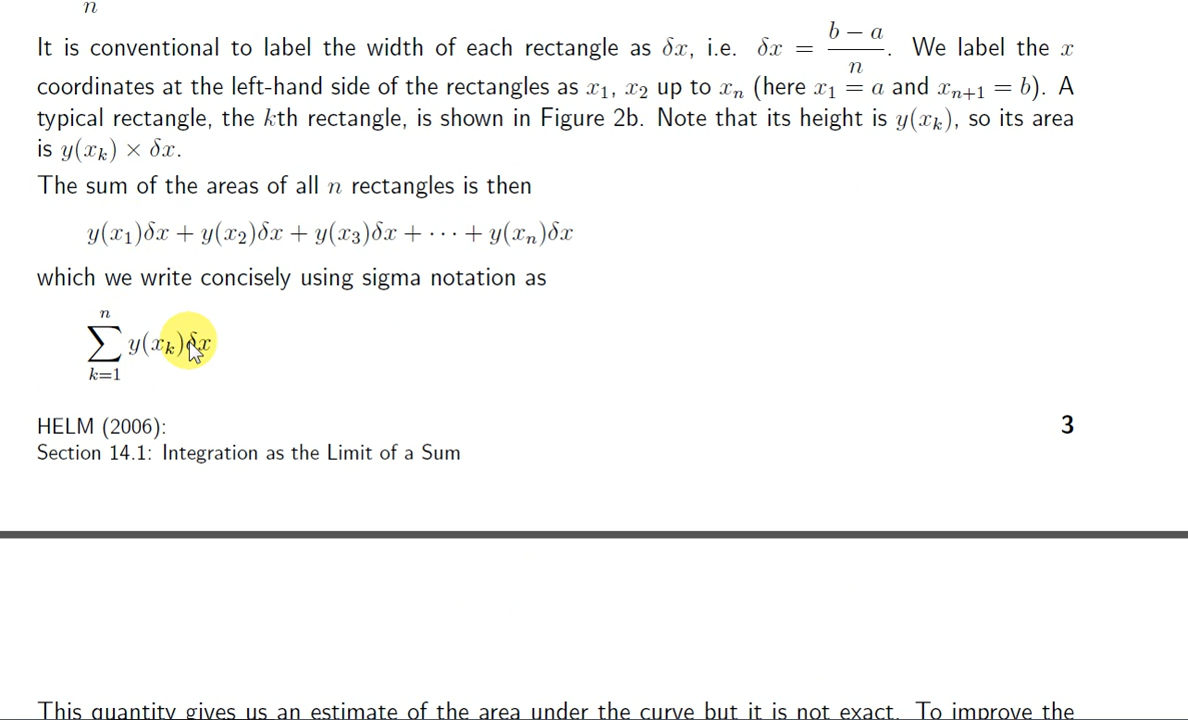 n
It is conventional to label the width of each rectangle as δx, i.e. δx = \frac{b − a}{n}. We label the x
coordinates at the left-hand side of the rectangles as x₁, x₂ up to xₙ (here x₁ = a and xₙ₊₁ = b). A
typical rectangle, the kth rectangle, is shown in Figure 2b. Note that its height is y(xₖ), so its area
is y(xₖ) × δx.
The sum of the areas of all n rectangles is then
y(x₁)δx + y(x₂)δx + y(x₃)δx + · · · + y(xₙ)δx
which we write concisely using sigma notation as
\sum_{k=1}^{n} y(xₖ)δx
HELM (2006):
3
Section 14.1: Integration as the Limit of a Sum
This quantity gives us an estimate of the area under the curve but it is not exact. To improve the